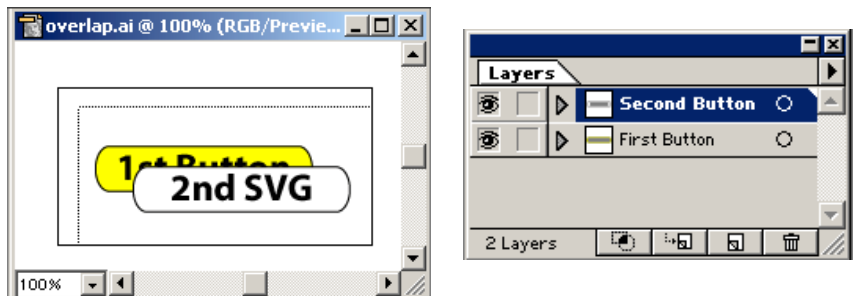 overlap.ai @ 100% (RGB/Previe...
1st Button
2nd SVG
100%
Layers
Second Button
First Button
2 Layers